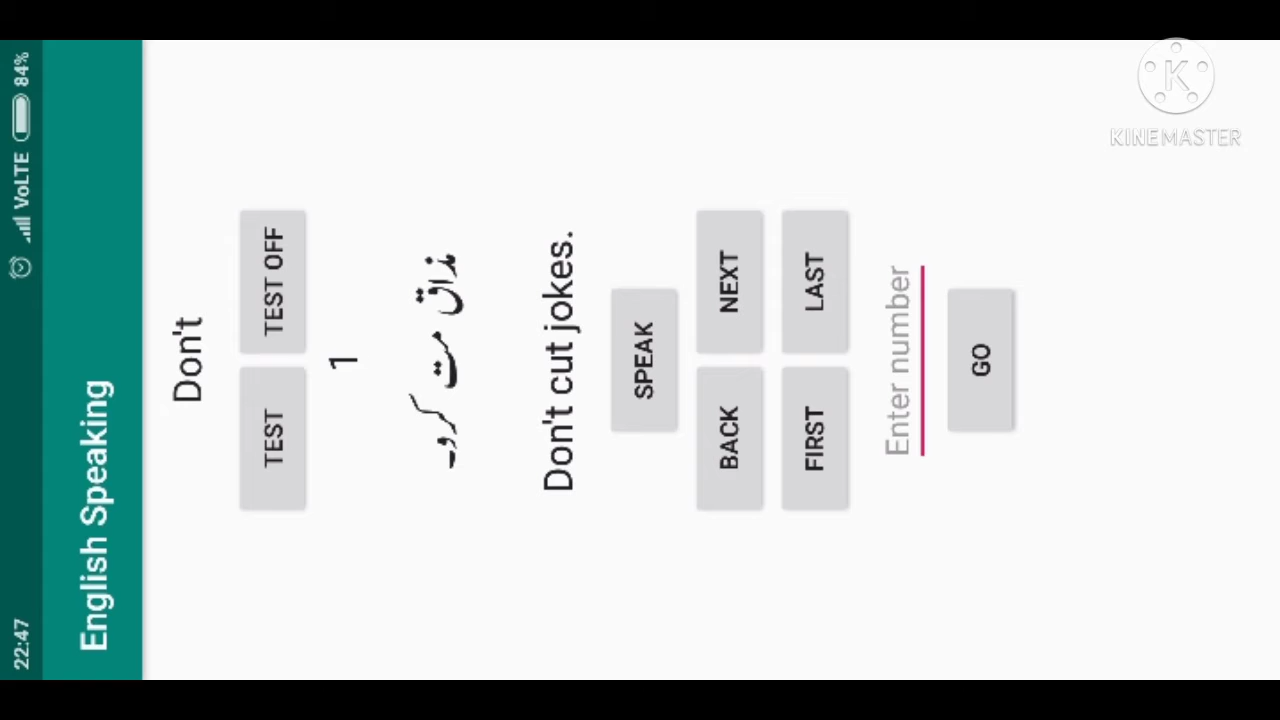 22:47 VoLTE 84%
English Speaking
Don't
TEST TEST OFF
1
مذاق مت کرو۔
Don't cut jokes.
SPEAK
BACK NEXT
FIRST LAST
Enter number
GO
K
KINEMASTER